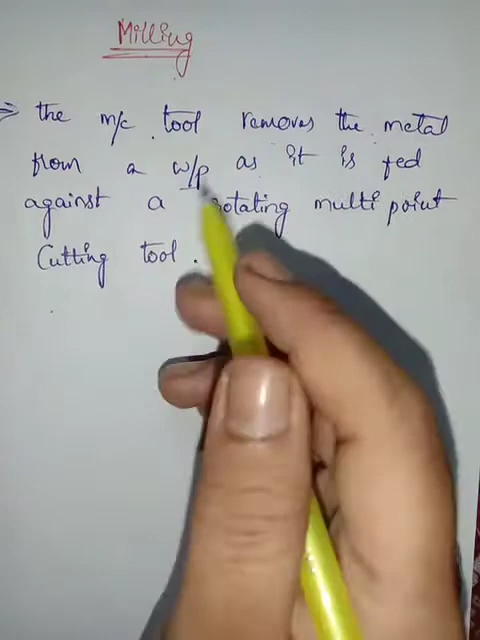 Milling
⇒ the m/c tool removes the metal
from a w/p as it is fed
against a rotating multi point
Cutting tool.